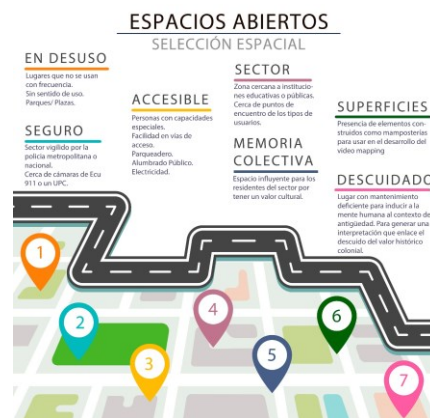 ESPACIOS ABIERTOS
SELECCIÓN ESPACIAL
EN DESUSO
Lugares que no se usan
con frecuencia.
Sin sentido de uso.
Parques/ Plazas.
SEGURO
Sector vigilido por la
policía metropolitana o
nacional.
Cerca de cámaras de Ecu
911 o un UPC.
ACCESIBLE
Personas con capacidades
especiales.
Facilidad en vías de
acceso.
Parqueadero.
Alumbrado Público.
Electricidad.
SECTOR
Zona cercana a institucio-
nes educativas o públicas.
Cerca de puntos de
encuentro de los tipos de
usuarios.
MEMORIA
COLECTIVA
Espacio influyente para los
residentes del sector por
tener un valor cultural.
SUPERFICIES
Presencia de elementos con-
struidos como mamposterías
para usar en el desarrollo del
video mapping
DESCUIDADO
Lugar con mantenimiento
deficiente para inducir a la
mente humana al contexto de
antigüedad. Para generar una
interpretación que enlace el
descuido del valor histórico
colonial.
1
2
3
4
5
6
7